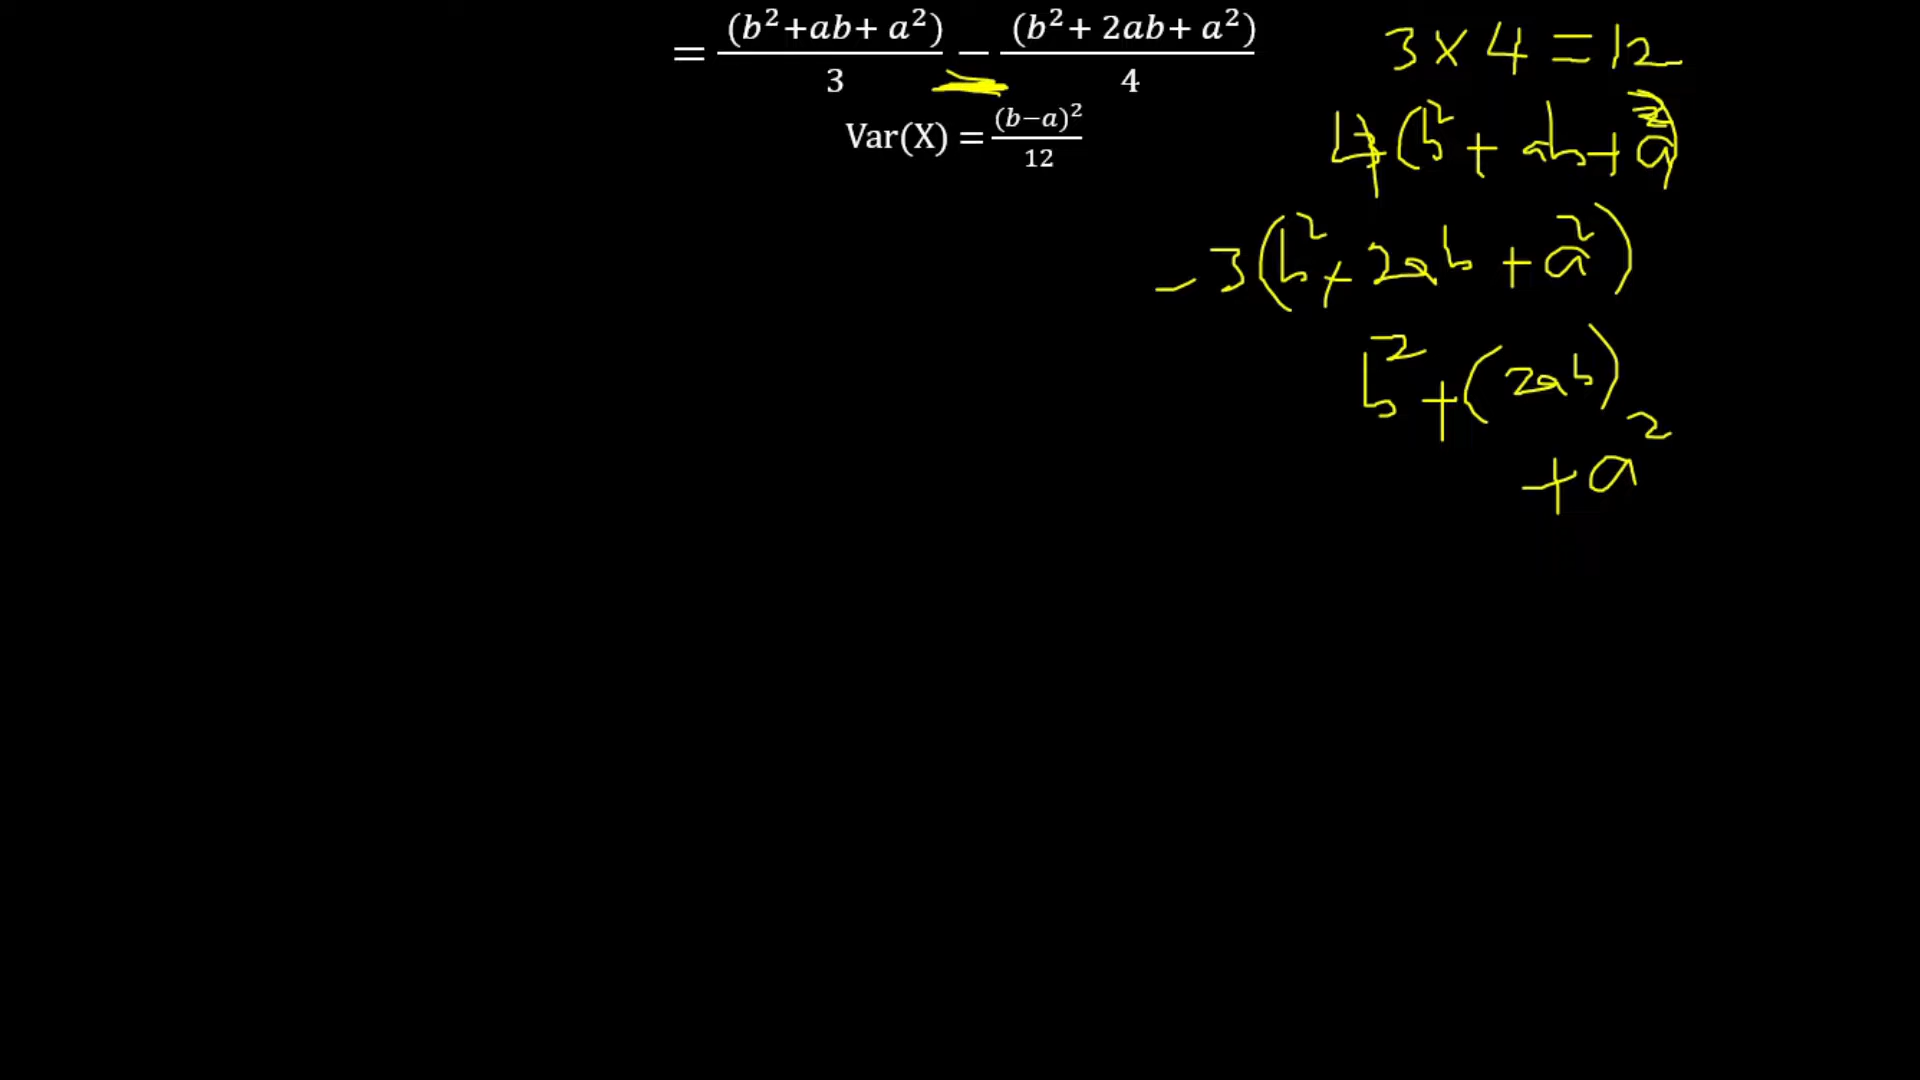 = (b²+ab+ a²)/3 − (b²+ 2ab+ a²)/4
Var(X) = (b−a)²/12
3 × 4 = 12
4(b² + ab + a²)
− 3(b² + 2ab + a²)
b² + (2ab)
+ a²